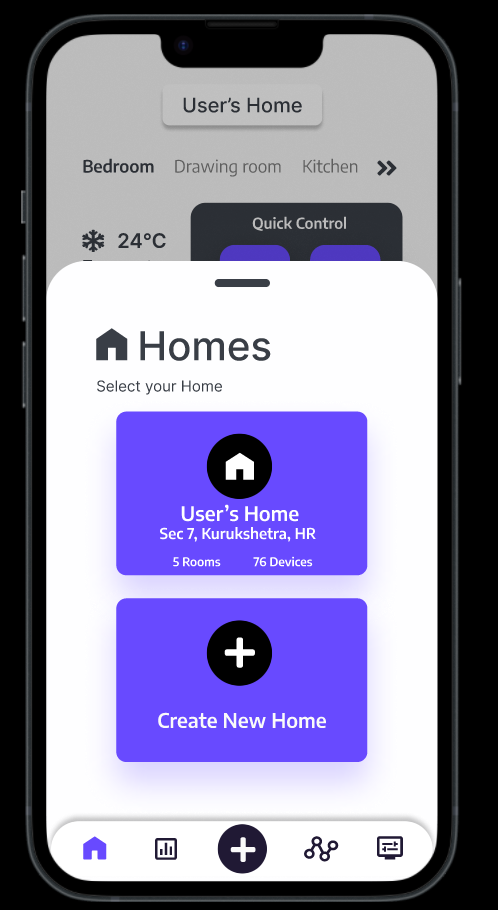 User’s Home
Bedroom Drawing room Kitchen
Quick Control
24°C
Homes
Select your Home
User’s Home
Sec 7, Kurukshetra, HR
5 Rooms 76 Devices
Create New Home